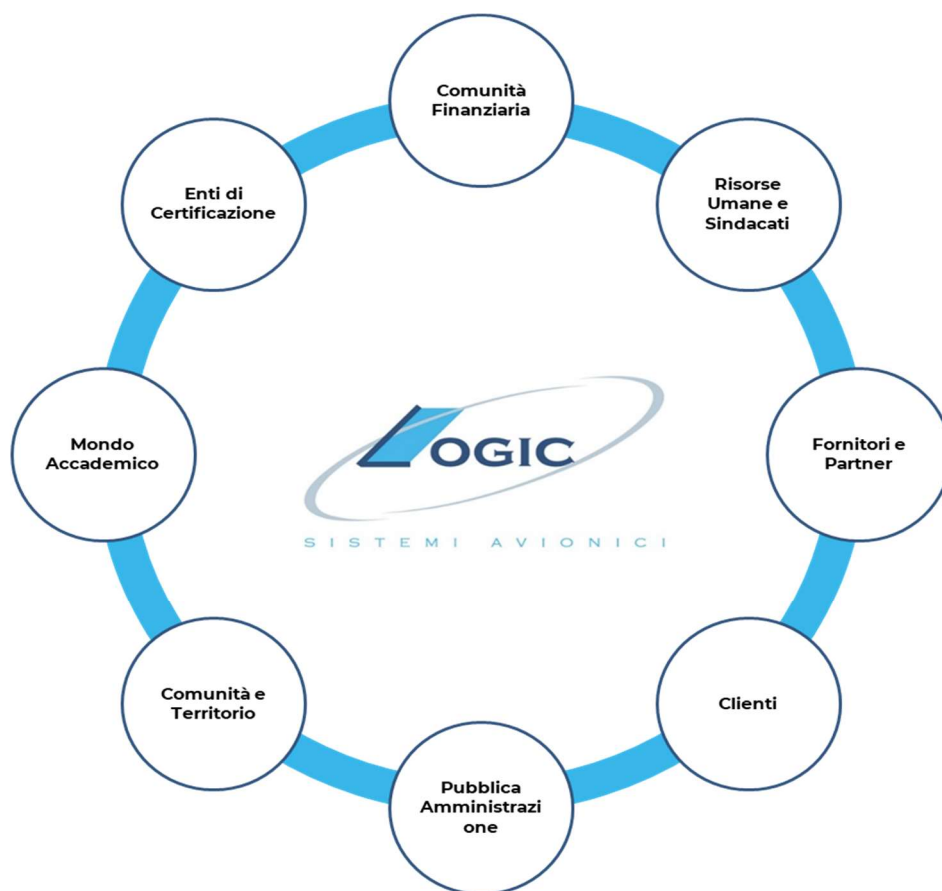 Comunità
Finanziaria
Risorse
Umane e
Sindacati
Fornitori e
Partner
Clienti
Pubblica
Amministrazi
one
Comunità e
Territorio
Mondo
Accademico
Enti di
Certificazione
LOGIC
SISTEMI AVIONICI